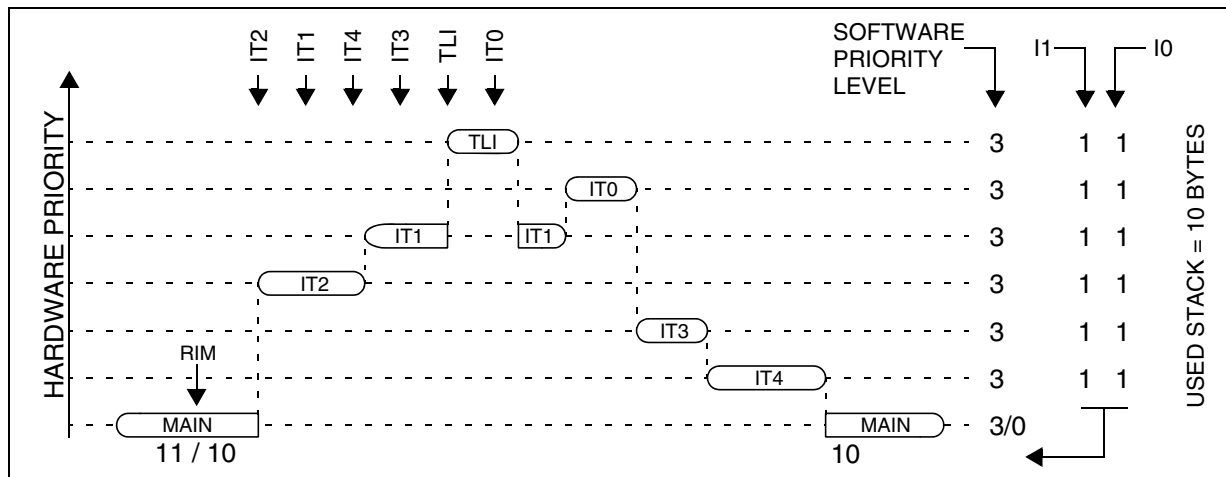 IT2
IT1
IT4
IT3
TLI
IT0
SOFTWARE
PRIORITY
LEVEL
I1
I0
HARDWARE PRIORITY
TLI
3
1 1
IT0
3
1 1
IT1
IT1
3
1 1
IT2
3
1 1
IT3
3
1 1
RIM
IT4
3
1 1
MAIN
MAIN
3/0
11 / 10
10
USED STACK = 10 BYTES